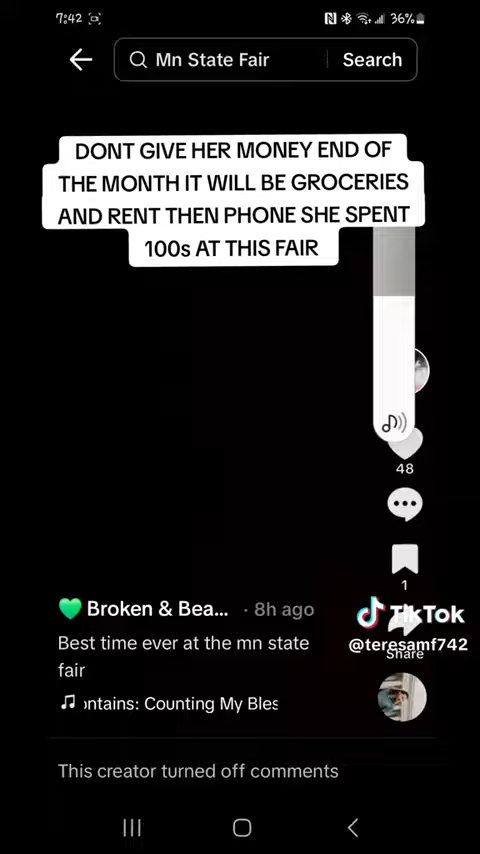 7:42
36%
Mn State Fair
Search
DONT GIVE HER MONEY END OF
THE MONTH IT WILL BE GROCERIES
AND RENT THEN PHONE SHE SPENT
100s AT THIS FAIR
48
1
Broken & Bea... · 8h ago
TikTok
Best time ever at the mn state
fair
@teresamf742
Share
ntains: Counting My Bles
This creator turned off comments